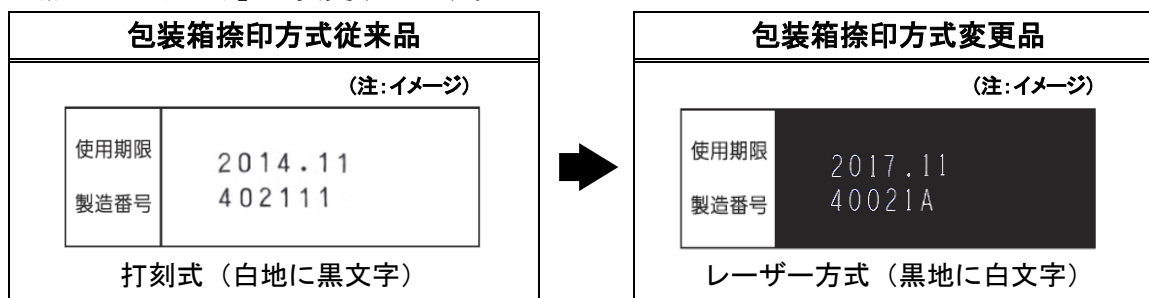 包装箱捺印方式従来品
(注:イメージ)
使用期限
2014.11
製造番号
402111
打刻式(白地に黒文字)
包装箱捺印方式変更品
(注:イメージ)
使用期限
2017.11
製造番号
40021A
レーザー方式(黒地に白文字)